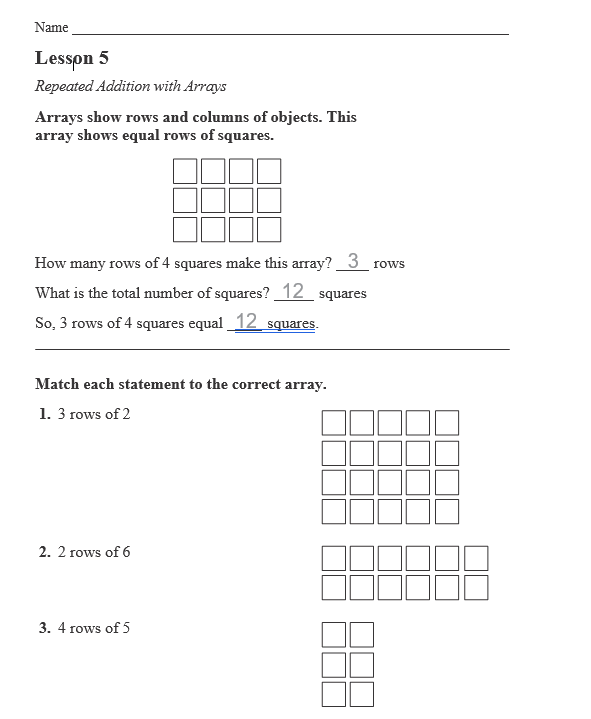 Name
Lesson 5
Repeated Addition with Arrays
Arrays show rows and columns of objects. This
array shows equal rows of squares.
How many rows of 4 squares make this array? 3 rows
What is the total number of squares? 12 squares
So, 3 rows of 4 squares equal 12 squares.
Match each statement to the correct array.
1. 3 rows of 2
2. 2 rows of 6
3. 4 rows of 5